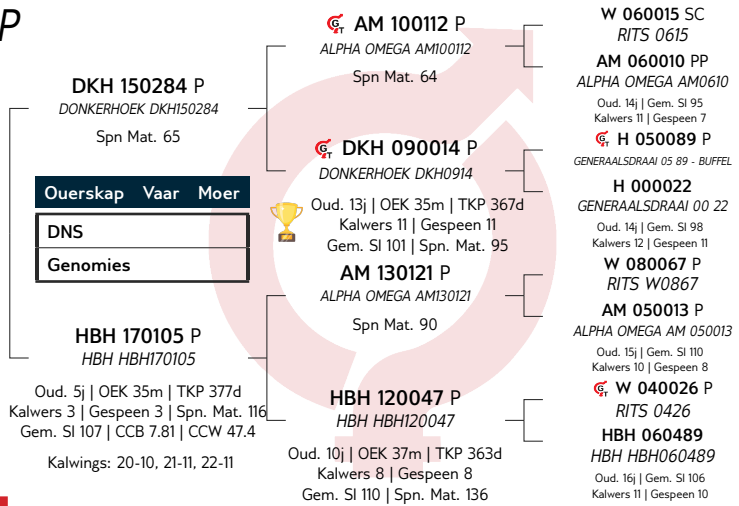 P
DKH 150284 P
DONKERHOEK DKH150284
Spn Mat. 65
Ouerskap Vaar Moer
DNS
Genomies
HBH 170105 P
HBH HBH170105
Oud. 5j | OEK 35m | TKP 377d
Kalwers 3 | Gespeen 3 | Spn. Mat. 116
Gem. SI 107 | CCB 7.81 | CCW 47.4
Kalwings: 20-10, 21-11, 22-11
GT AM 100112 P
ALPHA OMEGA AM100112
Spn Mat. 64
GT DKH 090014 P
DONKERHOEK DKH0914
Oud. 13j | OEK 35m | TKP 367d
Kalwers 11 | Gespeen 11
Gem. SI 101 | Spn. Mat. 95
AM 130121 P
ALPHA OMEGA AM130121
Spn Mat. 90
HBH 120047 P
HBH HBH120047
Oud. 10j | OEK 37m | TKP 363d
Kalwers 8 | Gespeen 8
Gem. SI 110 | Spn. Mat. 136
W 060015 SC
RITS 0615
AM 060010 PP
ALPHA OMEGA AM0610
Oud. 14j | Gem. SI 95
Kalwers 11 | Gespeen 7
GT H 050089 P
GENERAALSDRAAI 05 89 - BUFFEL
H 000022
GENERAALSDRAAI 00 22
Oud. 14j | Gem. SI 98
Kalwers 12 | Gespeen 11
W 080067 P
RITS W0867
AM 050013 P
ALPHA OMEGA AM 050013
Oud. 15j | Gem. SI 110
Kalwers 10 | Gespeen 8
GT W 040026 P
RITS 0426
HBH 060489
HBH HBH060489
Oud. 16j | Gem. SI 106
Kalwers 11 | Gespeen 10